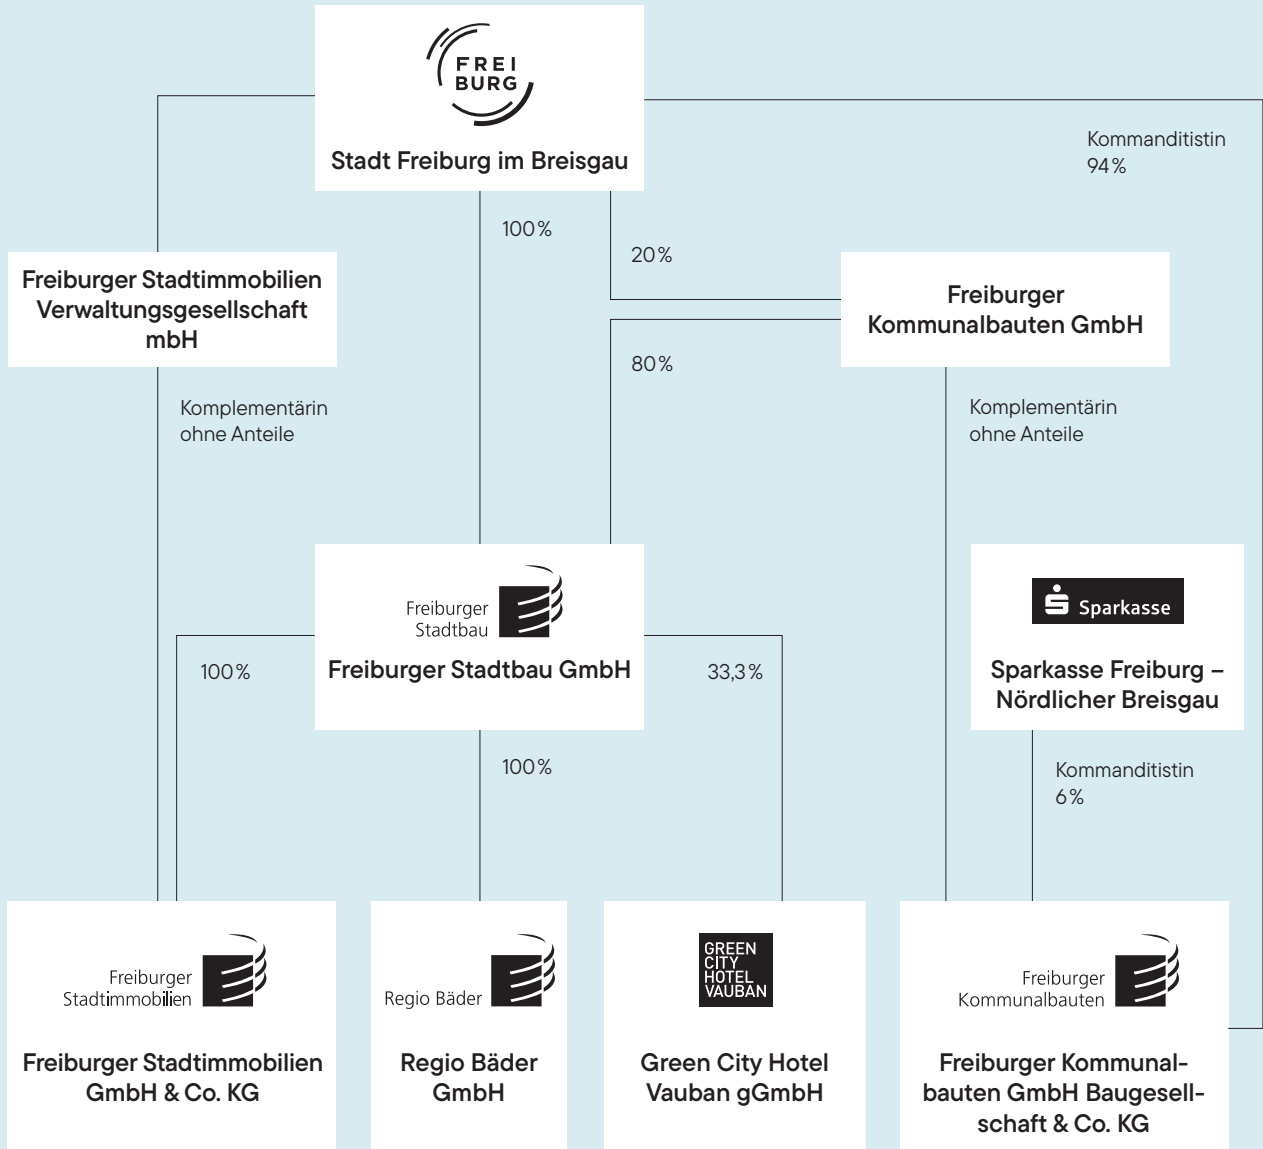 FREI
BURG
Stadt Freiburg im Breisgau
Kommanditistin
94%
100%
20%
Freiburger Stadtimmobilien
Verwaltungsgesellschaft
mbH
Freiburger
Kommunalbauten GmbH
80%
Komplementärin
ohne Anteile
Komplementärin
ohne Anteile
Freiburger
Stadtbau
Freiburger Stadtbau GmbH
Sparkasse
Sparkasse Freiburg –
Nördlicher Breisgau
100%
33,3%
100%
Kommanditistin
6%
Freiburger
Stadtimmobilien
Freiburger Stadtimmobilien
GmbH & Co. KG
Regio Bäder
Regio Bäder
GmbH
GREEN
CITY
HOTEL
VAUBAN
Green City Hotel
Vauban gGmbH
Freiburger
Kommunalbauten
Freiburger Kommunal-
bauten GmbH Baugesell-
schaft & Co. KG